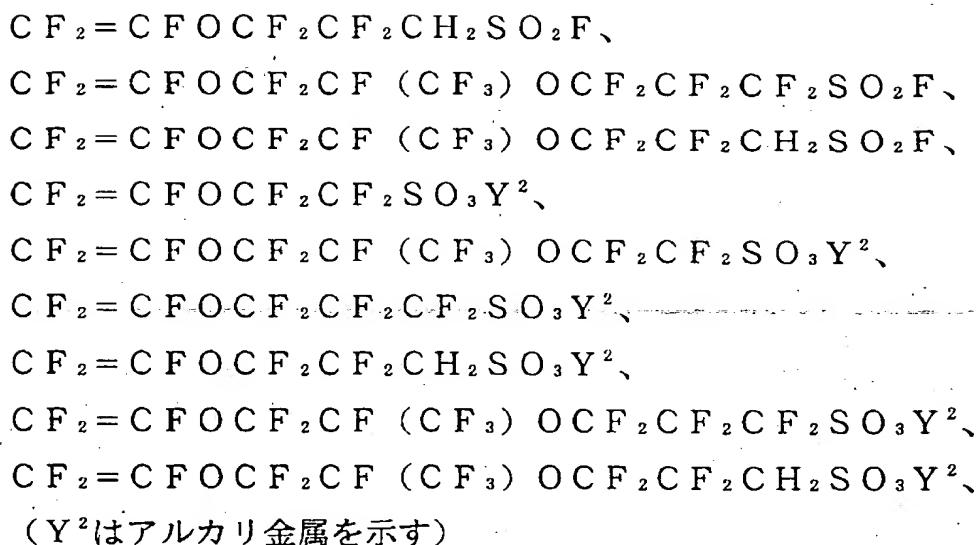 CF₂=CFOCF₂CF₂CH₂SO₂F、
CF₂=CFOCF₂CF(CF₃)OCF₂CF₂CF₂SO₂F、
CF₂=CFOCF₂CF(CF₃)OCF₂CF₂CH₂SO₂F、
CF₂=CFOCF₂CF₂SO₃Y²、
CF₂=CFOCF₂CF(CF₃)OCF₂CF₂SO₃Y²、
CF₂=CFOCF₂CF₂CF₂SO₃Y²、
CF₂=CFOCF₂CF₂CH₂SO₃Y²、
CF₂=CFOCF₂CF(CF₃)OCF₂CF₂CF₂SO₃Y²、
CF₂=CFOCF₂CF(CF₃)OCF₂CF₂CH₂SO₃Y²、
(Y²はアルカリ金属を示す)